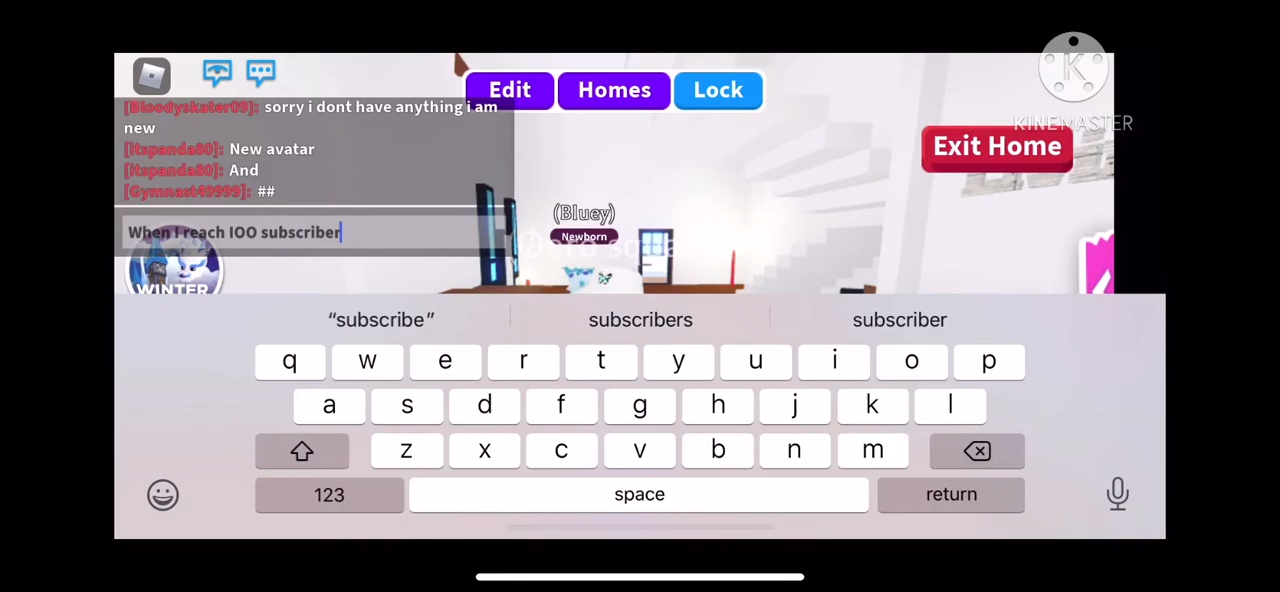 Edit
Homes
Lock
KINEMASTER
Exit Home
[Bloodyskater09]: sorry i dont have anything i am
new
[Itspanda80]: New avatar
[Itspanda80]: And
[Gymnast49999]: ##
When I reach IOO subscriber
(Bluey)
Newborn
WINTER
“subscribe”
subscribers
subscriber
q w e r t y u i o p
a s d f g h j k l
z x c v b n m
123
space
return